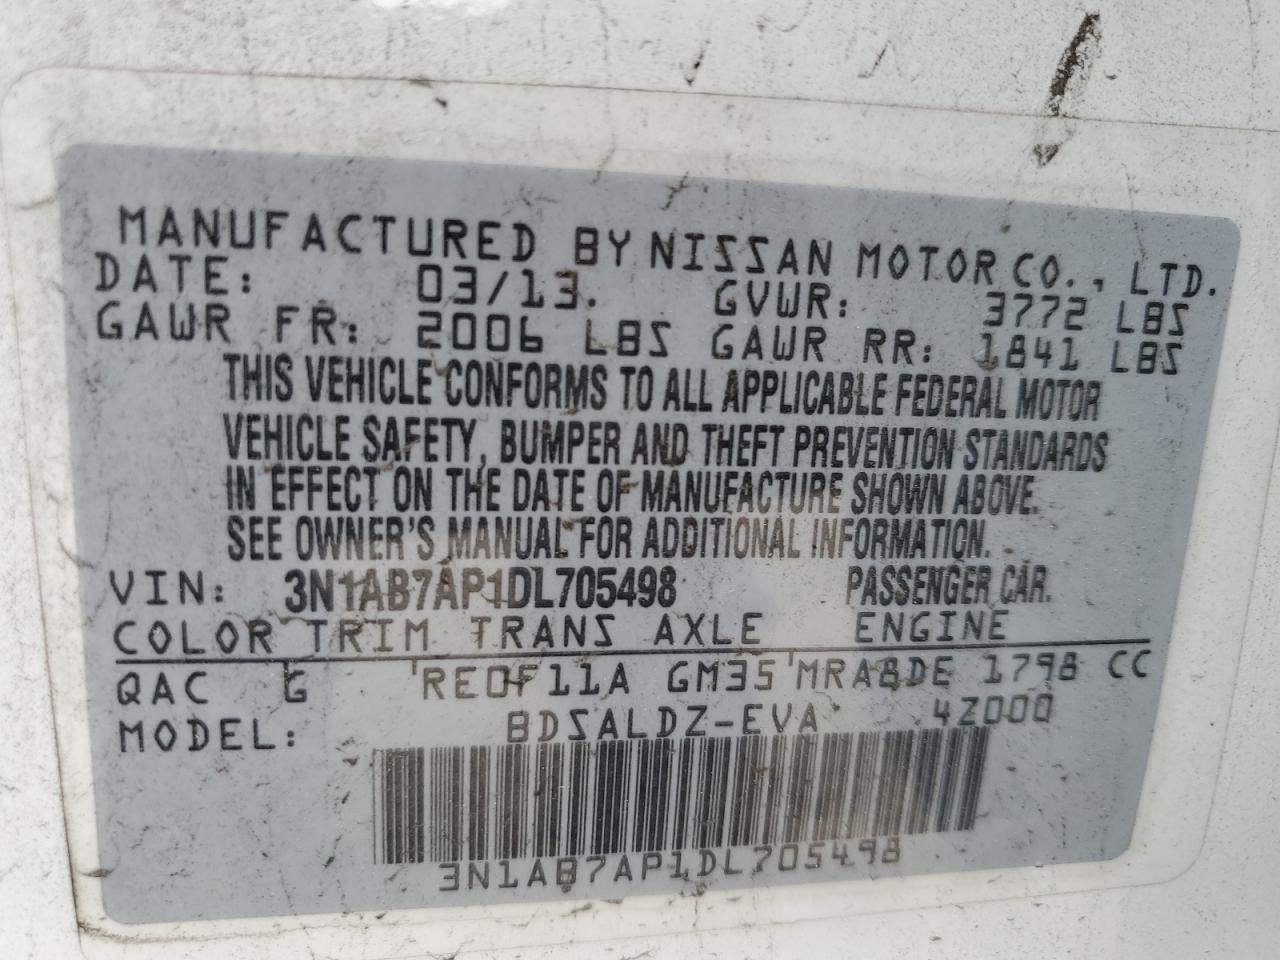 MANUFACTURED BY NISSAN MOTOR CO., LTD.
DATE: 03/13. GVWR: 3772 LBS
GAWR FR: 2006 LBS GAWR RR: 1841 LBS
THIS VEHICLE CONFORMS TO ALL APPLICABLE FEDERAL MOTOR
VEHICLE SAFETY, BUMPER AND THEFT PREVENTION STANDARDS
IN EFFECT ON THE DATE OF MANUFACTURE SHOWN ABOVE.
SEE OWNER'S MANUAL FOR ADDITIONAL INFORMATION.
VIN: 3N1AB7AP1DL705498 PASSENGER CAR.
COLOR TRIM TRANS AXLE ENGINE
QAC G RE0F11A GM35 MRA8DE 1798 CC
MODEL: BDSALDZ-EVA 4Z000
3N1AB7AP1DL705498